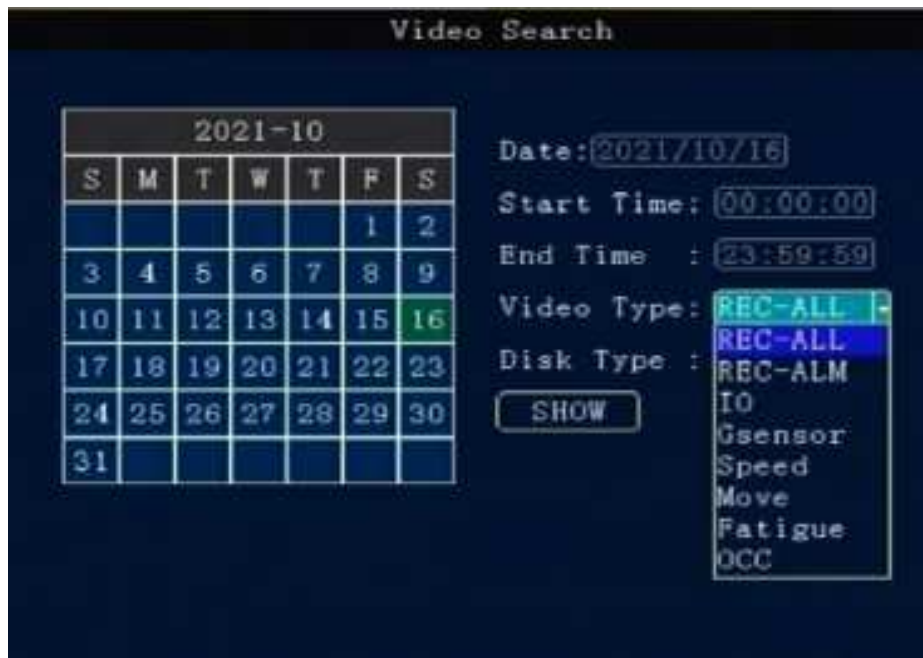 Video Search
2021-10
S M T W T F S
1 2
3 4 5 6 7 8 9
10 11 12 13 14 15 16
17 18 19 20 21 22 23
24 25 26 27 28 29 30
31
Date: 2021/10/16
Start Time: 00:00:00
End Time : 23:59:59
Video Type: REC-ALL
Disk Type :
SHOW
REC-ALL
REC-ALM
IO
Gsensor
Speed
Move
Fatigue
OCC